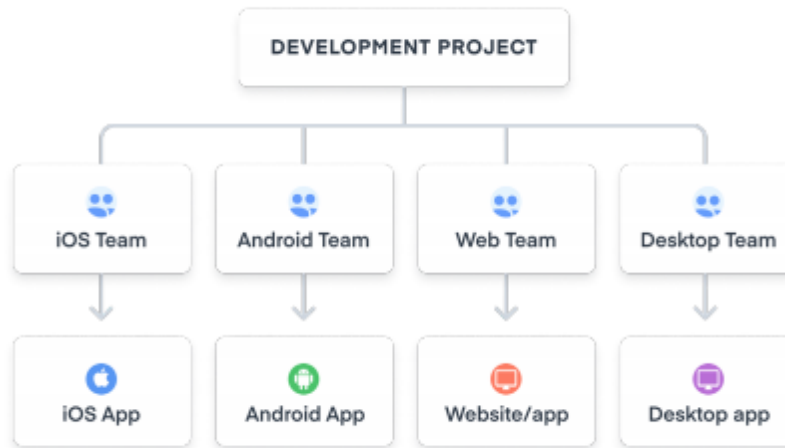 DEVELOPMENT PROJECT
iOS Team
Android Team
Web Team
Desktop Team
iOS App
Android App
Website/app
Desktop app